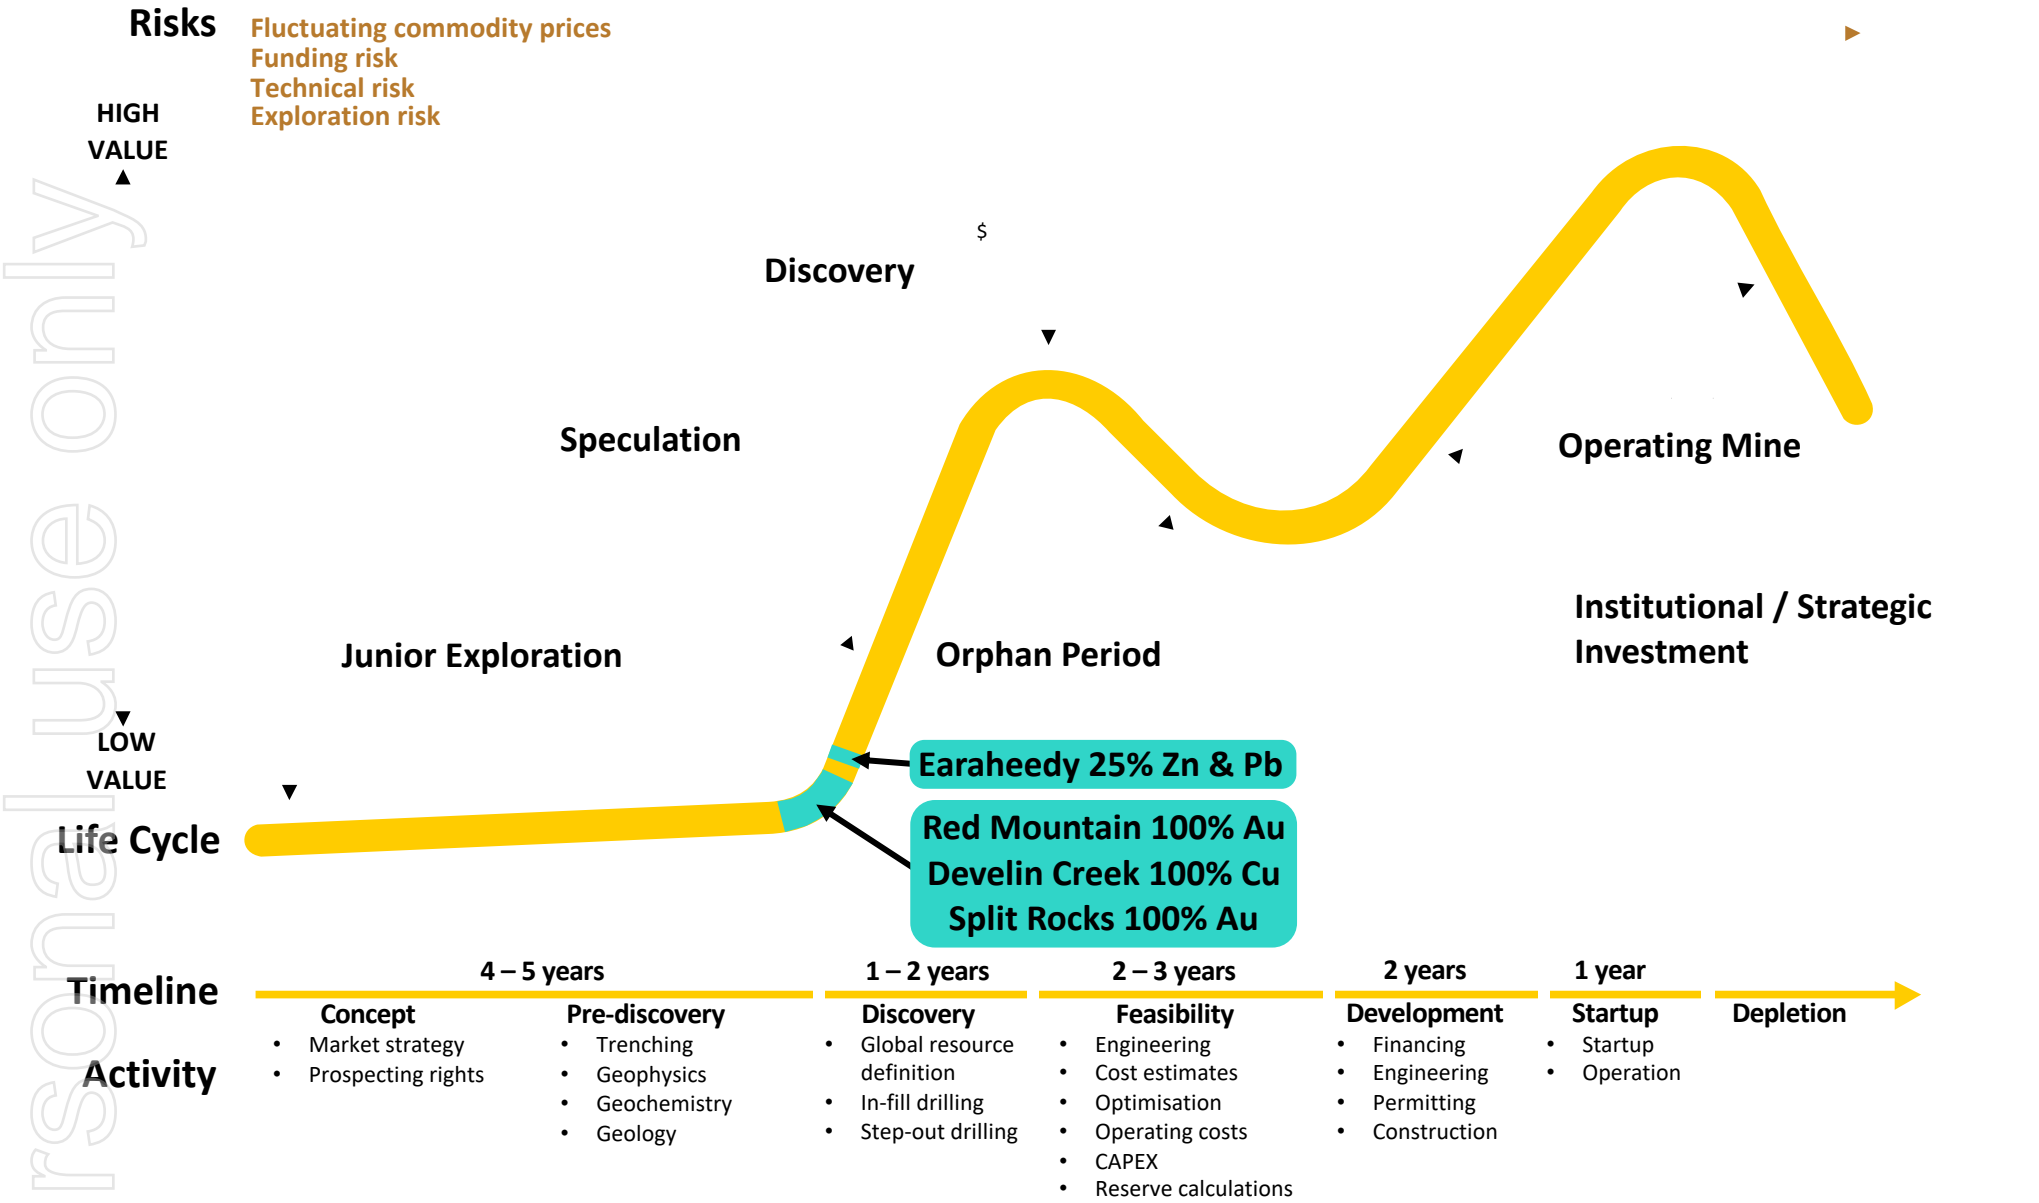 Risks
Fluctuating commodity prices
Funding risk
Technical risk
Exploration risk
HIGH
VALUE
$
Discovery
Speculation
Operating Mine
Institutional / Strategic
Investment
Junior Exploration
Orphan Period
LOW
VALUE
Earaheedy 25% Zn & Pb
Red Mountain 100% Au
Develin Creek 100% Cu
Split Rocks 100% Au
Life Cycle
Timeline
4 – 5 years
1 – 2 years
2 – 3 years
2 years
1 year
Concept
Pre-discovery
Discovery
Feasibility
Development
Startup
Depletion
Activity
• Market strategy
• Prospecting rights
• Trenching
• Geophysics
• Geochemistry
• Geology
• Global resource
definition
• In-fill drilling
• Step-out drilling
• Engineering
• Cost estimates
• Optimisation
• Operating costs
• CAPEX
• Reserve calculations
• Financing
• Engineering
• Permitting
• Construction
• Startup
• Operation
rsonal use only